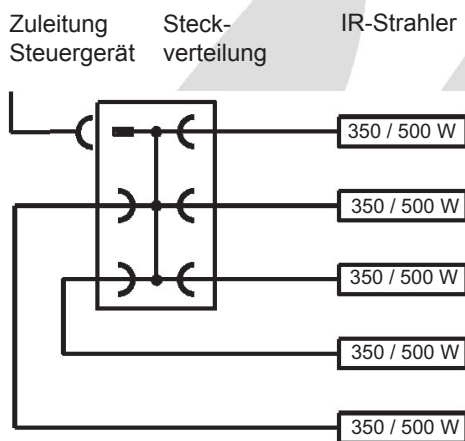 Zuleitung
Steuergerät
Steck-
verteilung
IR-Strahler
350 / 500 W
350 / 500 W
350 / 500 W
350 / 500 W
350 / 500 W